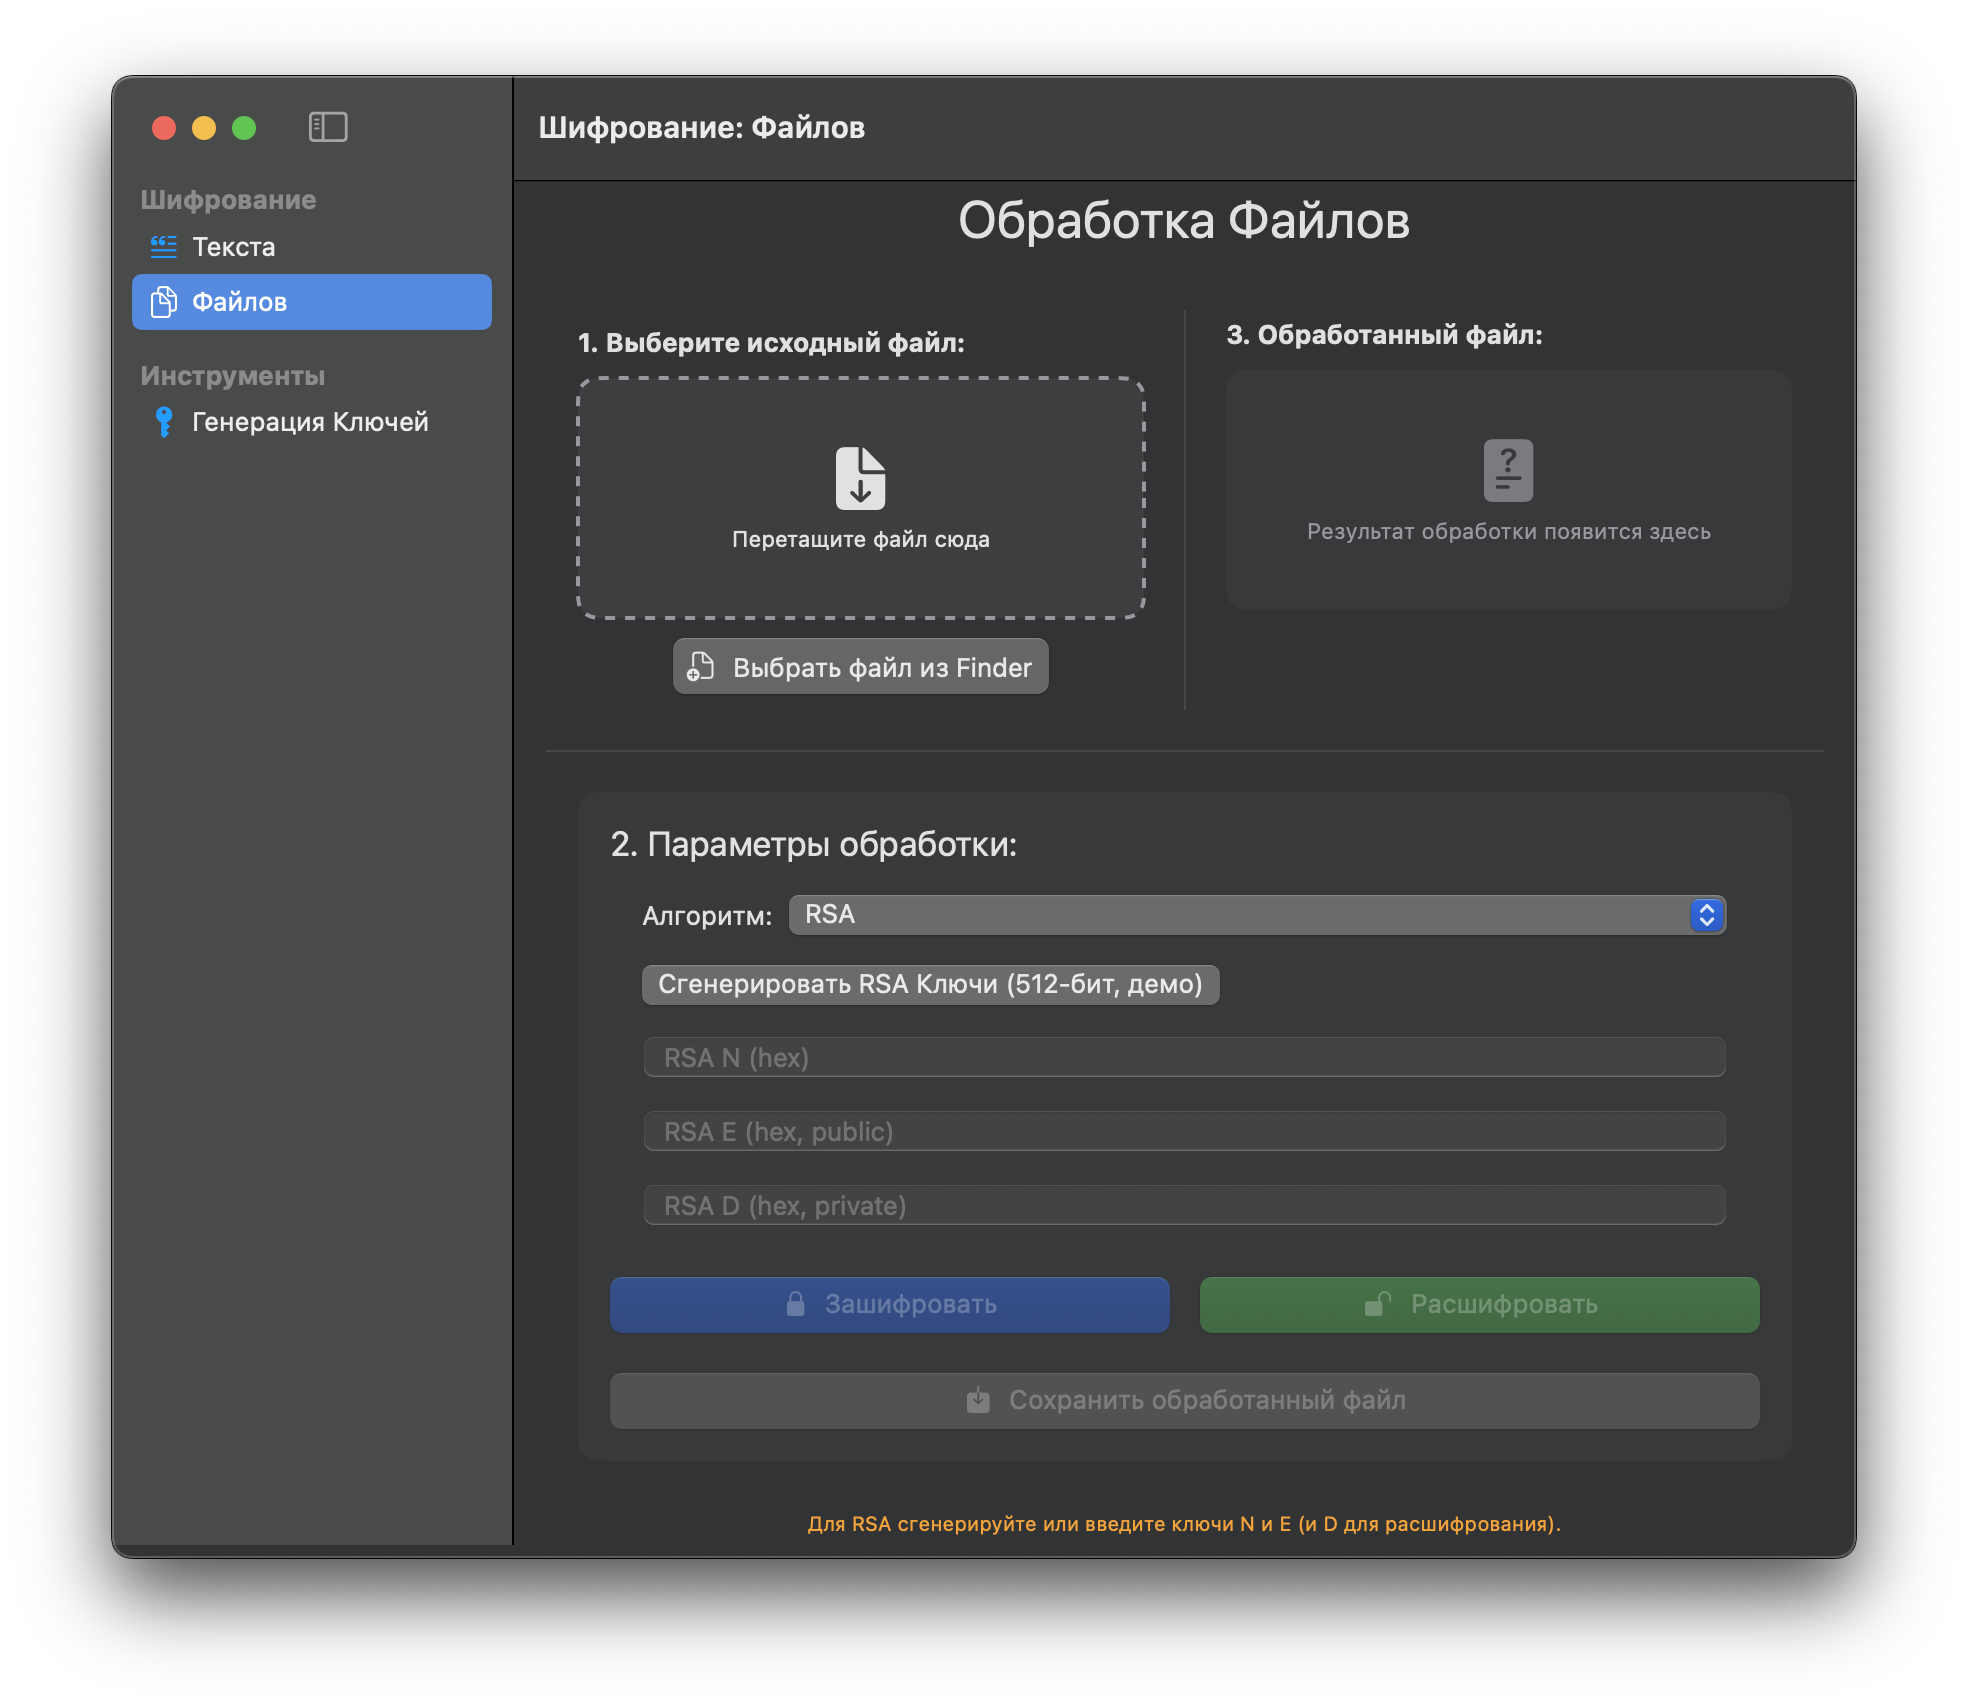 Шифрование: Файлов
Шифрование
Текста
Файлов
Инструменты
Генерация Ключей
Обработка Файлов
1. Выберите исходный файл:
Перетащите файл сюда
Выбрать файл из Finder
3. Обработанный файл:
?
Результат обработки появится здесь
2. Параметры обработки:
Алгоритм: RSA
Сгенерировать RSA Ключи (512-бит, демо)
RSA N (hex)
RSA E (hex, public)
RSA D (hex, private)
Зашифровать
Расшифровать
Сохранить обработанный файл
Для RSA сгенерируйте или введите ключи N и E (и D для расшифрования).